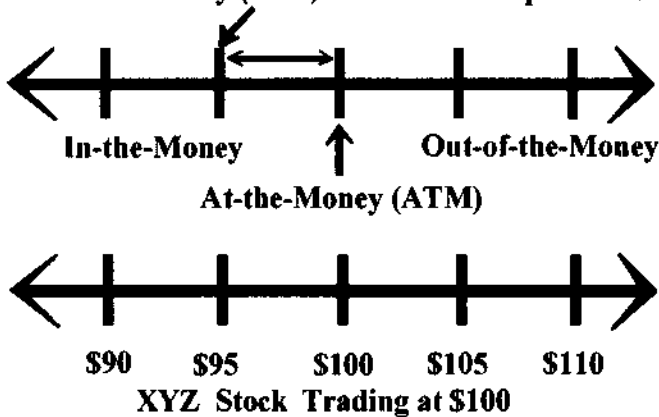 In-the-Money Out-of-the-Money
At-the-Money (ATM)
$90 $95 $100 $105 $110
XYZ Stock Trading at $100